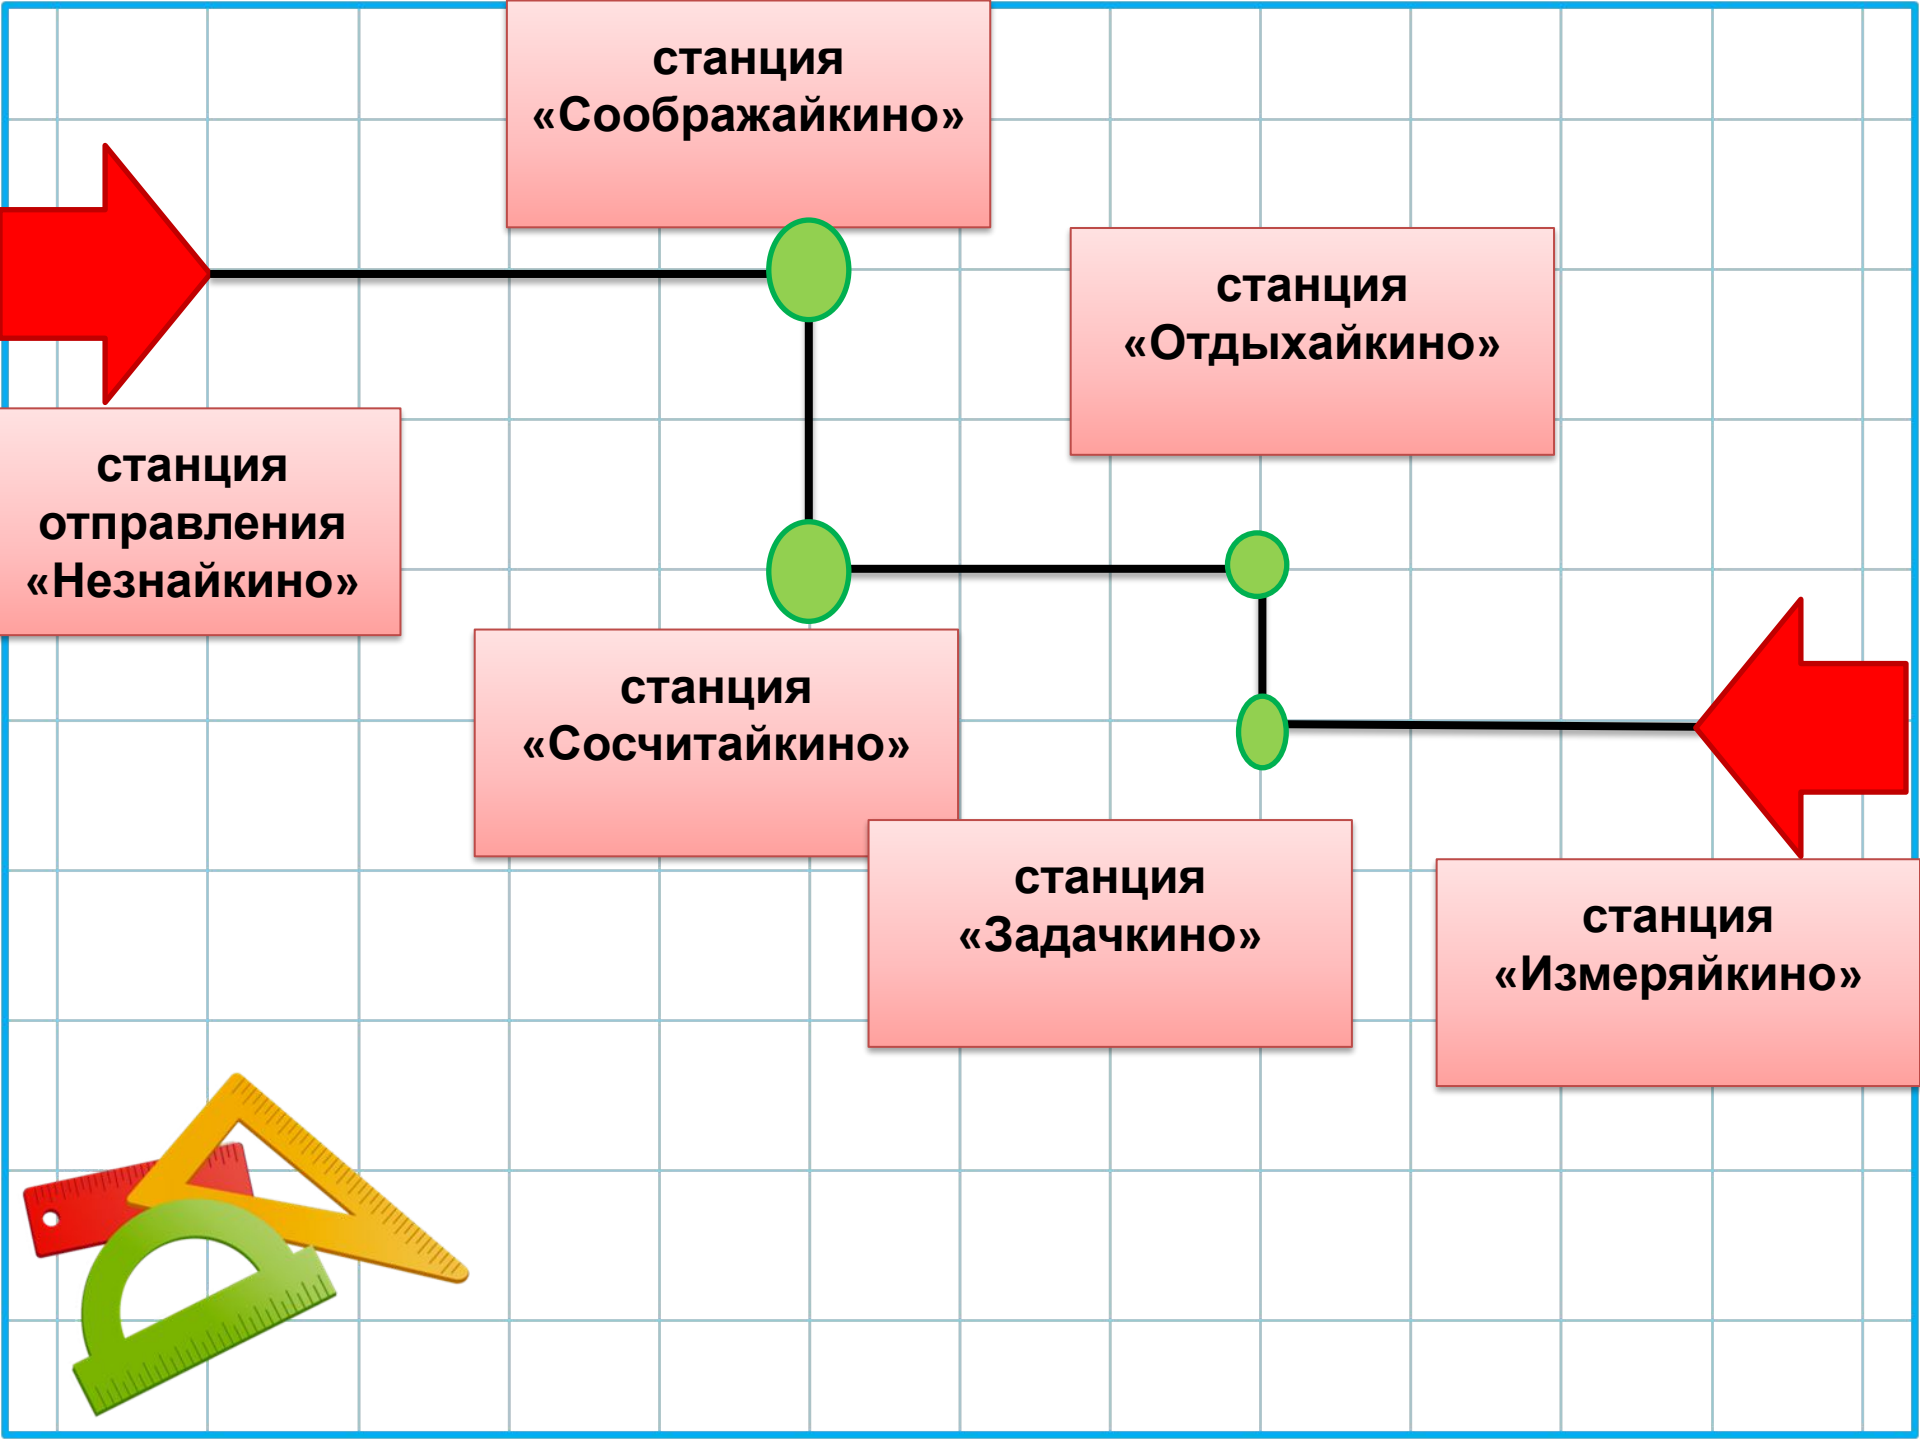 станция
«Соображайкино»
станция
«Отдыхайкино»
станция
отправления
«Незнайкино»
станция
«Сосчитайкино»
станция
«Задачкино»
станция
«Измеряйкино»